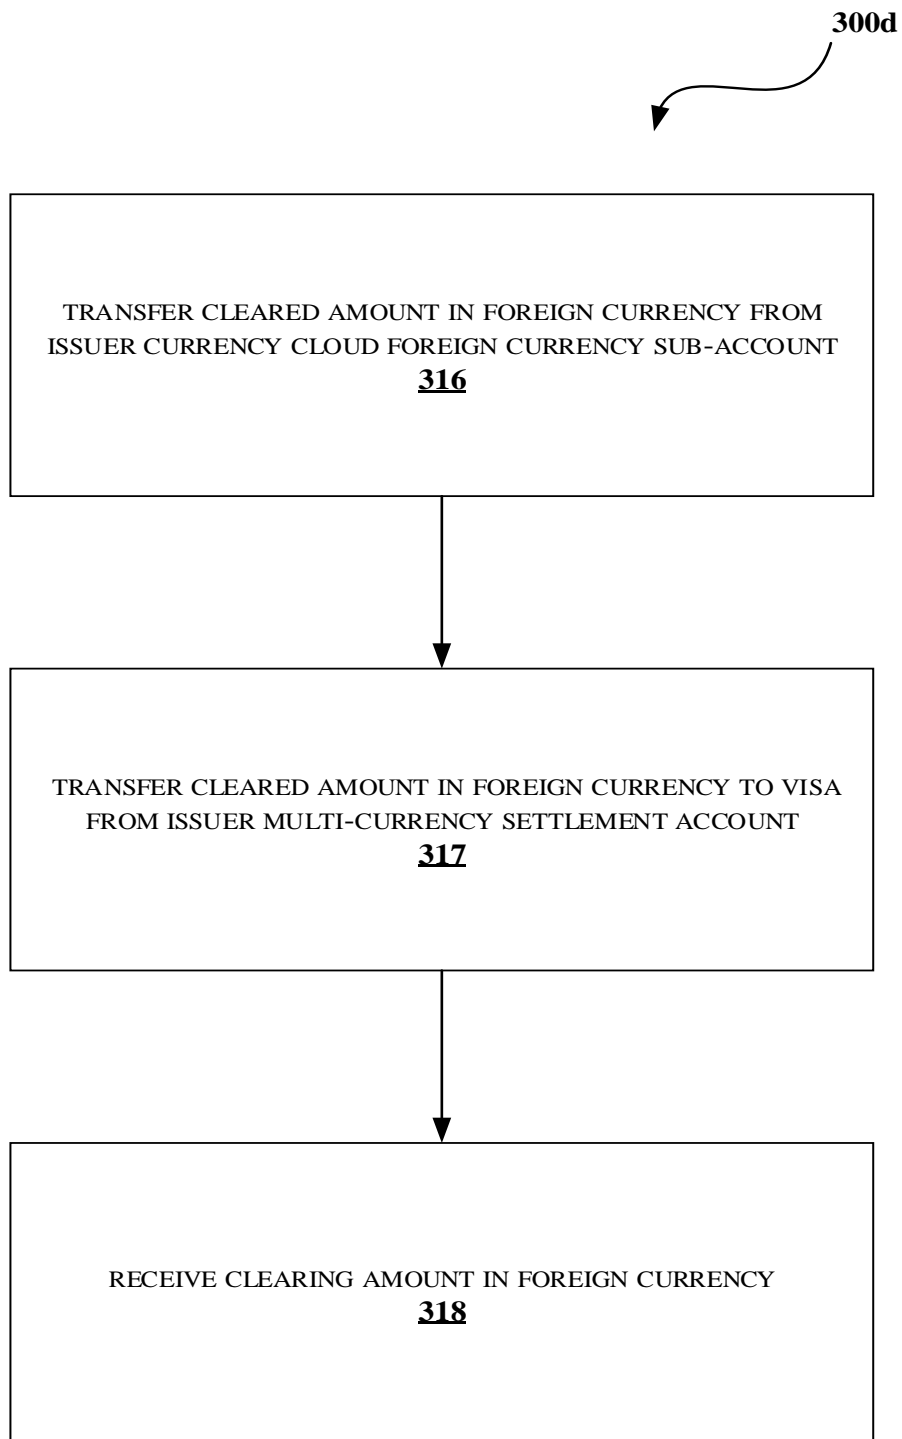 300d
TRANSFER CLEARED AMOUNT IN FOREIGN CURRENCY FROM
ISSUER CURRENCY CLOUD FOREIGN CURRENCY SUB-ACCOUNT
316
TRANSFER CLEARED AMOUNT IN FOREIGN CURRENCY TO VISA
FROM ISSUER MULTI-CURRENCY SETTLEMENT ACCOUNT
317
RECEIVE CLEARING AMOUNT IN FOREIGN CURRENCY
318